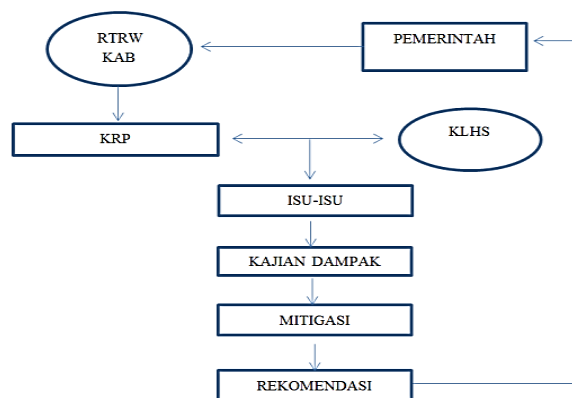 RTRW
KAB
PEMERINTAH
KRP
KLHS
ISU-ISU
KAJIAN DAMPAK
MITIGASI
REKOMENDASI